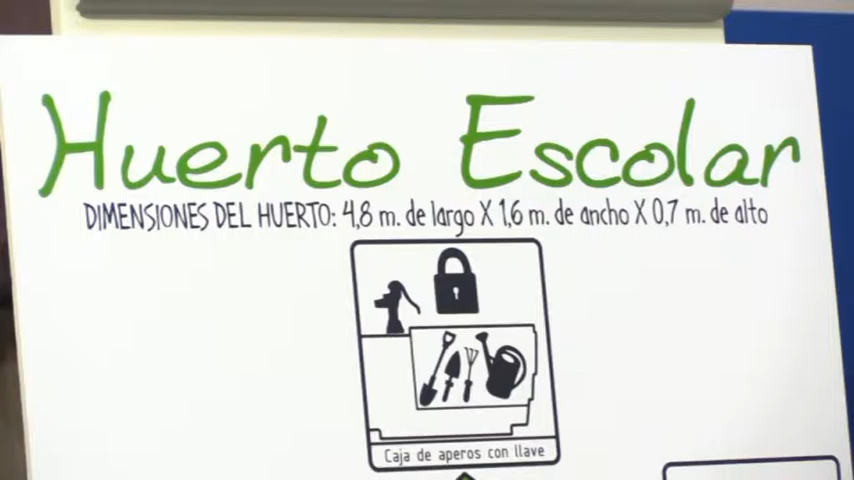 Huerto Escolar
DIMENSIONES DEL HUERTO: 4,8 m. de largo X 1,6 m. de ancho X 0,7 m. de alto
Caja de aperos con llave